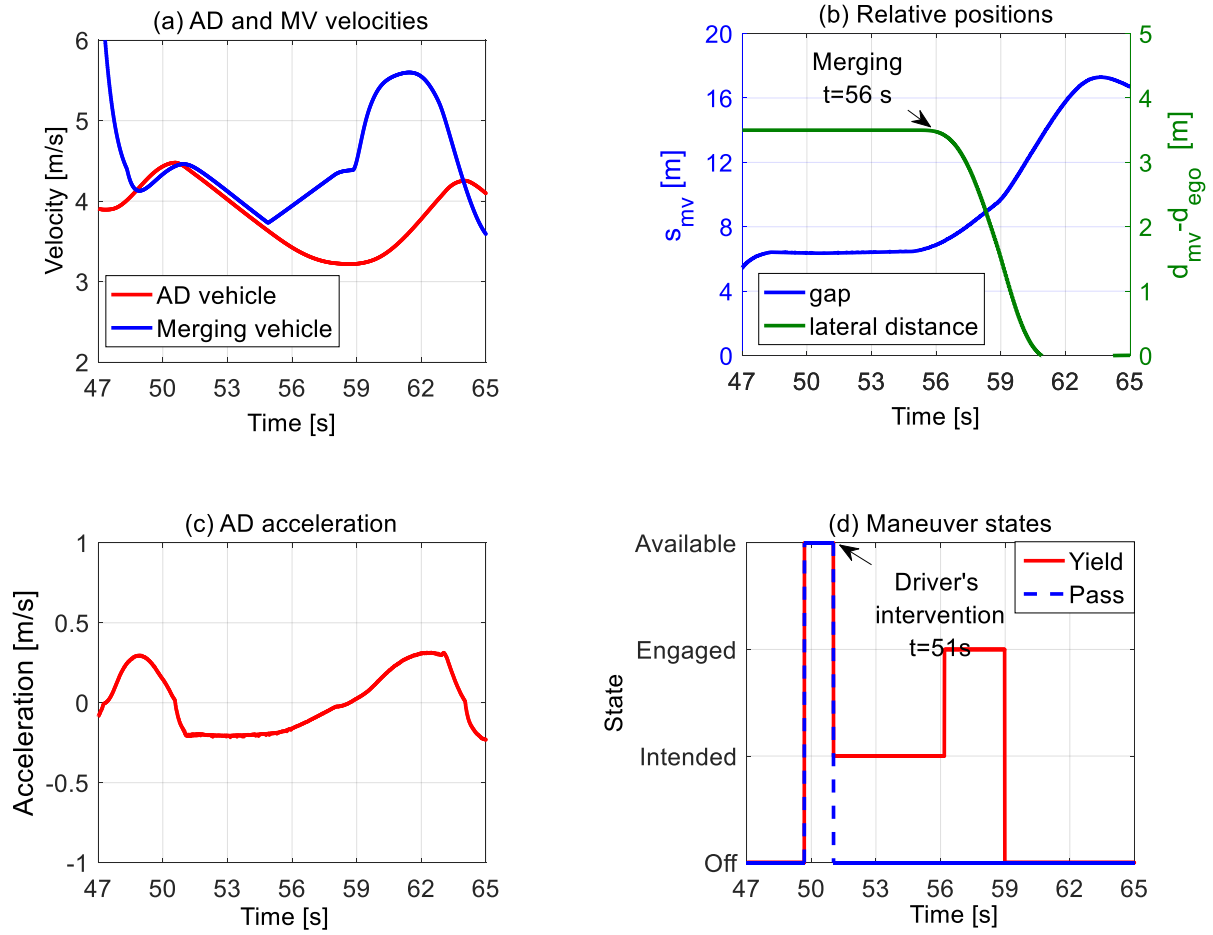 (a) AD and MV velocities
6
5
4
3
2
Velocity [m/s]
AD vehicle
Merging vehicle
47 50 53 56 59 62 65
Time [s]
(b) Relative positions
20
16
12
8
4
0
s_mv [m]
Merging
t=56 s
5
4
3
2
1
0
d_mv-d_ego [m]
gap
lateral distance
47 50 53 56 59 62 65
Time [s]
(c) AD acceleration
1
0.5
0
-0.5
-1
Acceleration [m/s]
47 50 53 56 59 62 65
Time [s]
(d) Maneuver states
Available
Engaged
Intended
Off
State
Driver's
intervention
t=51s
Yield
Pass
47 50 53 56 59 62 65
Time [s]